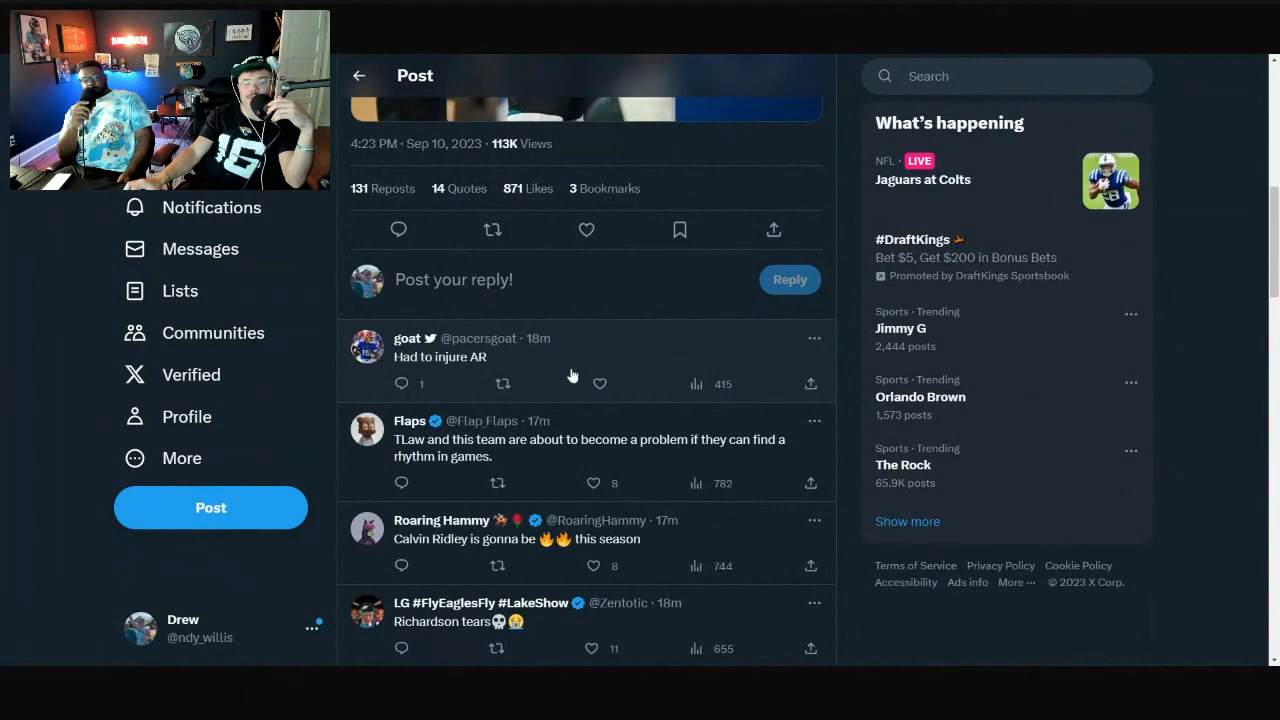 16
Post
Search
What's happening
NFL · LIVE
Jaguars at Colts
4:23 PM · Sep 10, 2023 · 113K Views
131 Reposts 14 Quotes 871 Likes 3 Bookmarks
Notifications
Messages
Lists
Communities
Verified
Profile
More
Post
Drew
@ndy_willis
Post your reply!
Reply
goat @pacersgoat · 18m
Had to injure AR
1 415
Flaps @Flap_Flaps · 17m
TLaw and this team are about to become a problem if they can find a
rhythm in games.
8 782
Roaring Hammy 🏇🌹 @RoaringHammy · 17m
Calvin Ridley is gonna be 🔥🔥 this season
8 744
LG #FlyEaglesFly #LakeShow @Zentotic · 18m
Richardson tears💀😭
11 655
#DraftKings
Bet $5, Get $200 in Bonus Bets
Promoted by DraftKings Sportsbook
Sports · Trending
Jimmy G
2,444 posts
Sports · Trending
Orlando Brown
1,573 posts
Sports · Trending
The Rock
65.9K posts
Show more
Terms of Service Privacy Policy Cookie Policy
Accessibility Ads info More ··· © 2023 X Corp.